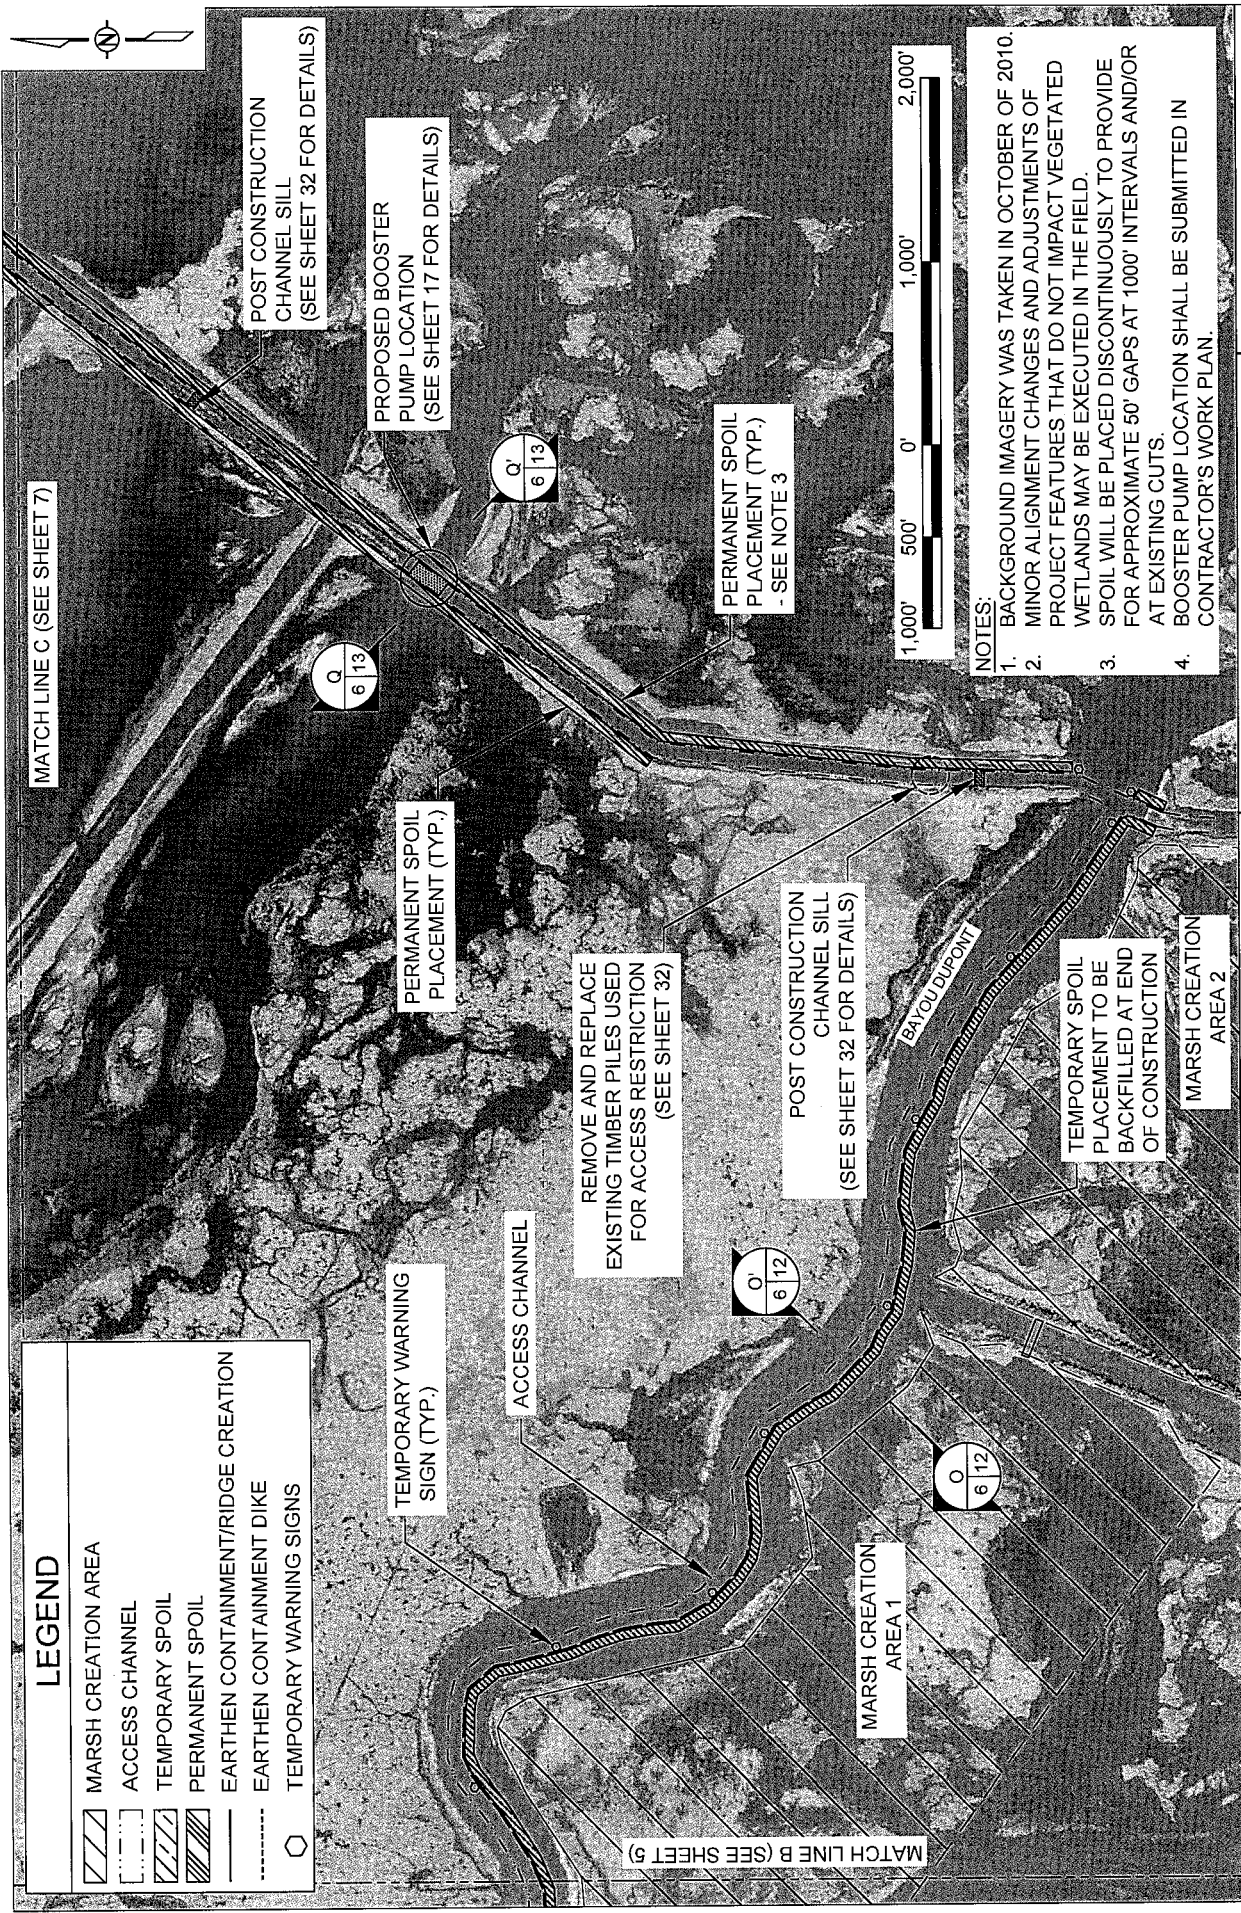 LEGEND
MARSH CREATION AREA
ACCESS CHANNEL
TEMPORARY SPOIL
PERMANENT SPOIL
EARTHEN CONTAINMENT/RIDGE CREATION
EARTHEN CONTAINMENT DIKE
TEMPORARY WARNING SIGNS
MATCH LINE C (SEE SHEET 7)
N
POST CONSTRUCTION
CHANNEL SILL
(SEE SHEET 32 FOR DETAILS)
PROPOSED BOOSTER
PUMP LOCATION
(SEE SHEET 17 FOR DETAILS)
Q
6 13
Q'
6 13
PERMANENT SPOIL
PLACEMENT (TYP.)
PERMANENT SPOIL
PLACEMENT (TYP.)
- SEE NOTE 3
TEMPORARY WARNING
SIGN (TYP.)
ACCESS CHANNEL
REMOVE AND REPLACE
EXISTING TIMBER PILES USED
FOR ACCESS RESTRICTION
(SEE SHEET 32)
O'
6 12
POST CONSTRUCTION
CHANNEL SILL
(SEE SHEET 32 FOR DETAILS)
BAYOU DUPONT
MATCH LINE B (SEE SHEET 5)
MARSH CREATION
AREA 1
O
6 12
TEMPORARY SPOIL
PLACEMENT TO BE
BACKFILLED AT END
OF CONSTRUCTION
MARSH CREATION
AREA 2
1,000' 500' 0' 1,000' 2,000'
NOTES:
1. BACKGROUND IMAGERY WAS TAKEN IN OCTOBER OF 2010.
2. MINOR ALIGNMENT CHANGES AND ADJUSTMENTS OF
PROJECT FEATURES THAT DO NOT IMPACT VEGETATED
WETLANDS MAY BE EXECUTED IN THE FIELD.
3. SPOIL WILL BE PLACED DISCONTINUOUSLY TO PROVIDE
FOR APPROXIMATE 50' GAPS AT 1000' INTERVALS AND/OR
AT EXISTING CUTS.
4. BOOSTER PUMP LOCATION SHALL BE SUBMITTED IN
CONTRACTOR'S WORK PLAN.